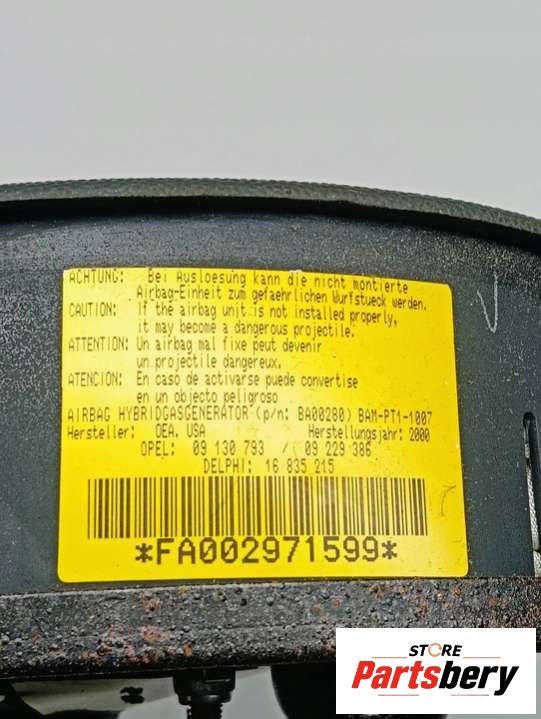 ACHTUNG: Bei Ausloesung kann die nicht montierte
Airbag-Einheit zum gefaehrlichen Wurfstueck werden.
CAUTION: If the airbag unit is not installed properly,
it may become a dangerous projectile.
ATTENTION: Un airbag mal fixe peut devenir
un projectile dangereux.
ATENCION: En caso de activarse puede convertise
en un objecto peligroso
AIRBAG HYBRIDGASGENERATOR (p/n: BA00280) BAM-PT1-1007
Hersteller: OEA. USA Herstellungsjahr: 2000
OPEL: 09 130 793 / 09 229 386
DELPHI: 16 835 215
*FA002971599*
STORE
Partsbery